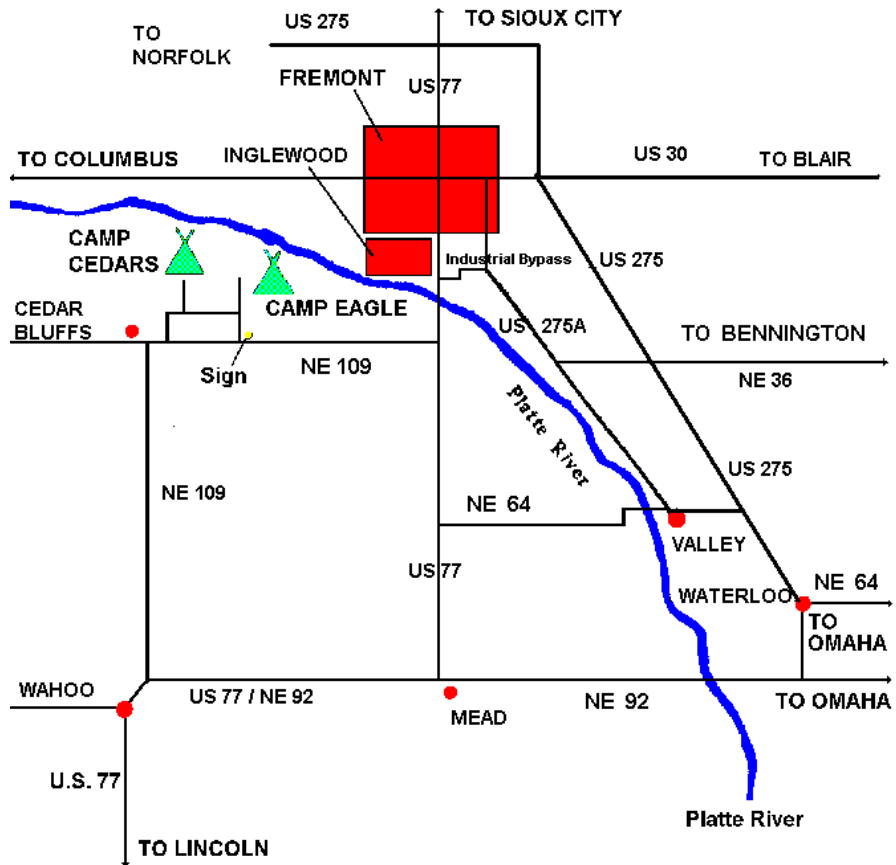 US 275
TO SIOUX CITY
TO
NORFOLK
FREMONT
US 77
TO COLUMBUS
INGLEWOOD
US 30
TO BLAIR
CAMP
CEDARS
Industrial Bypass
US 275
CAMP EAGLE
CEDAR
BLUFFS
US 275A
TO BENNINGTON
Sign
NE 109
NE 36
Platte River
NE 109
US 275
NE 64
VALLEY
US 77
WATERLOO
NE 64
TO
OMAHA
WAHOO
US 77 / NE 92
MEAD
NE 92
TO OMAHA
U.S. 77
Platte River
TO LINCOLN